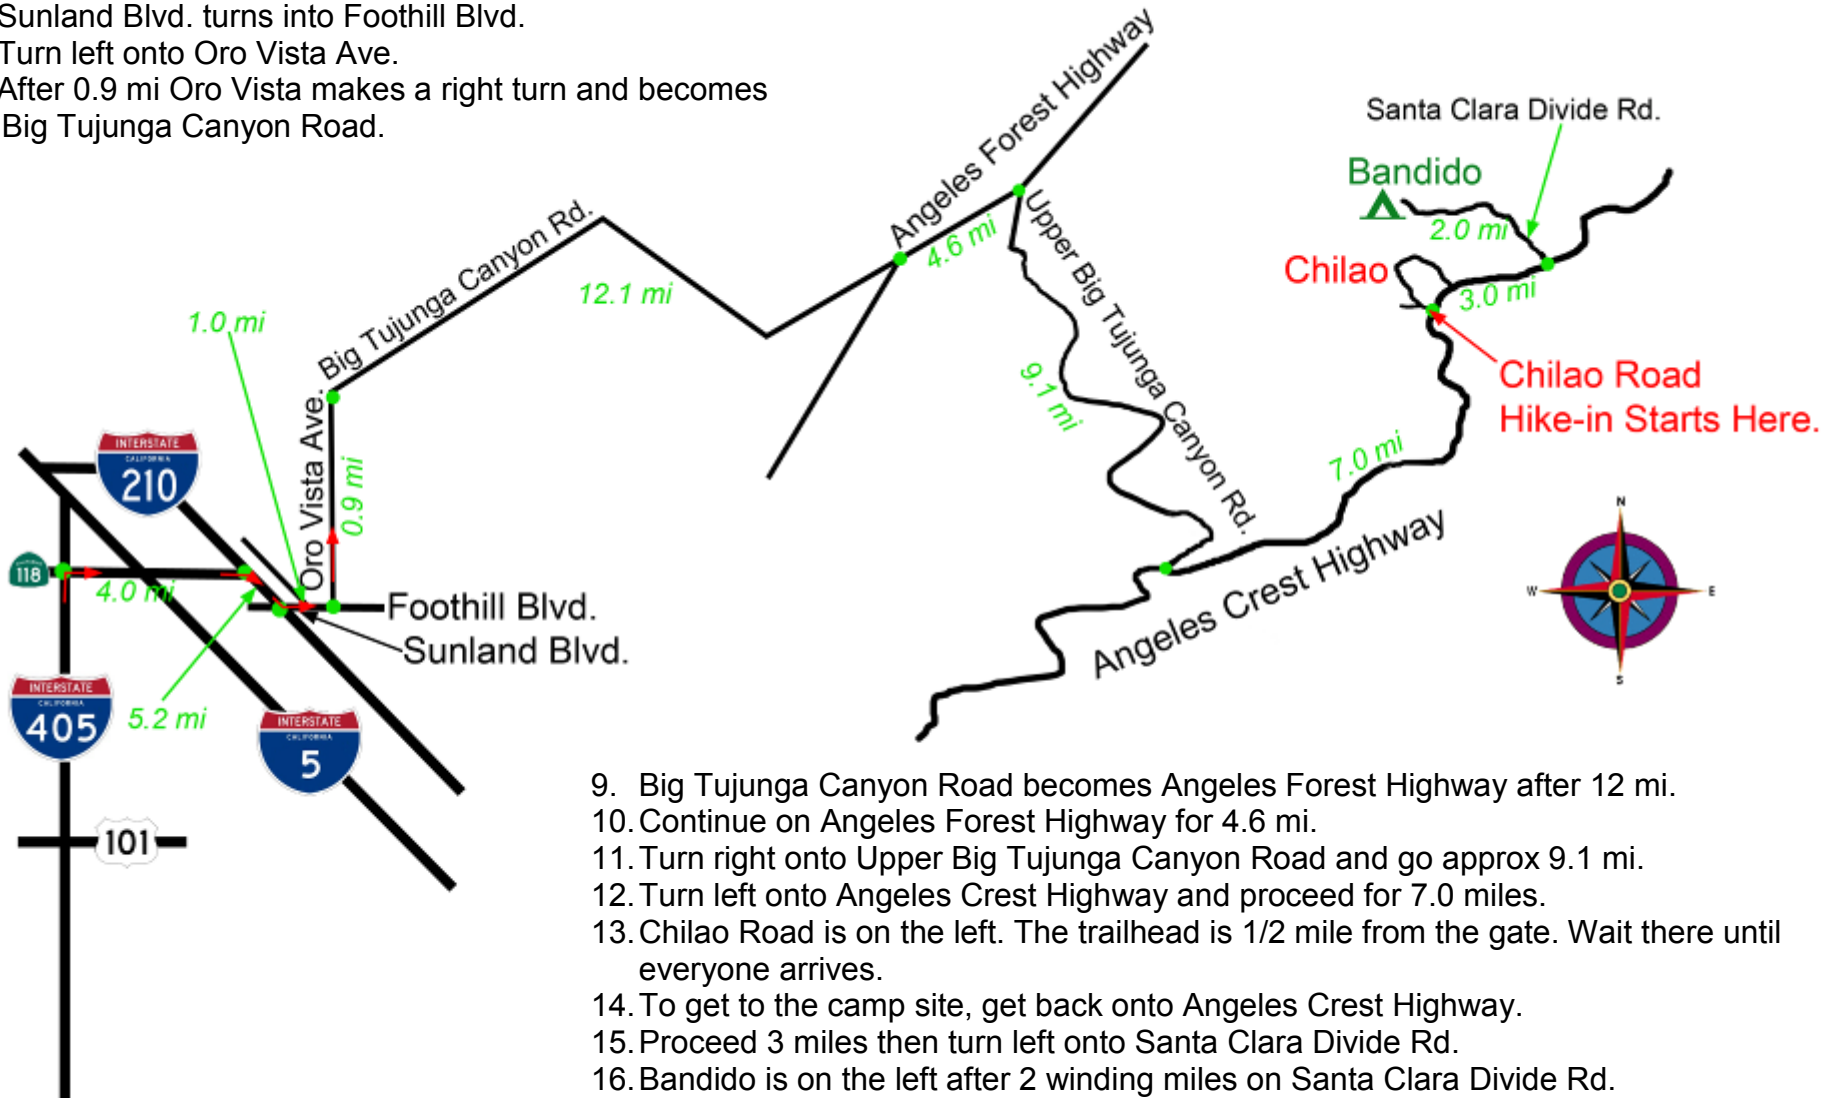 Sunland Blvd. turns into Foothill Blvd.
Turn left onto Oro Vista Ave.
After 0.9 mi Oro Vista makes a right turn and becomes
Big Tujunga Canyon Road.
Angeles Forest Highway
Santa Clara Divide Rd.
Bandido
2.0 mi
Big Tujunga Canyon Rd.
4.6 mi
Upper Big Tujunga Canyon Rd.
Chilao
3.0 mi
12.1 mi
1.0 mi
Chilao Road
Hike-in Starts Here.
9.1 mi
Oro Vista Ave.
0.9 mi
7.0 mi
INTERSTATE
CALIFORNIA
210
N
W
E
S
118
4.0 mi
Foothill Blvd.
Sunland Blvd.
Angeles Crest Highway
INTERSTATE
CALIFORNIA
405
5.2 mi
INTERSTATE
CALIFORNIA
5
101
9. Big Tujunga Canyon Road becomes Angeles Forest Highway after 12 mi.
10. Continue on Angeles Forest Highway for 4.6 mi.
11. Turn right onto Upper Big Tujunga Canyon Road and go approx 9.1 mi.
12. Turn left onto Angeles Crest Highway and proceed for 7.0 miles.
13. Chilao Road is on the left. The trailhead is 1/2 mile from the gate. Wait there until
everyone arrives.
14. To get to the camp site, get back onto Angeles Crest Highway.
15. Proceed 3 miles then turn left onto Santa Clara Divide Rd.
16. Bandido is on the left after 2 winding miles on Santa Clara Divide Rd.